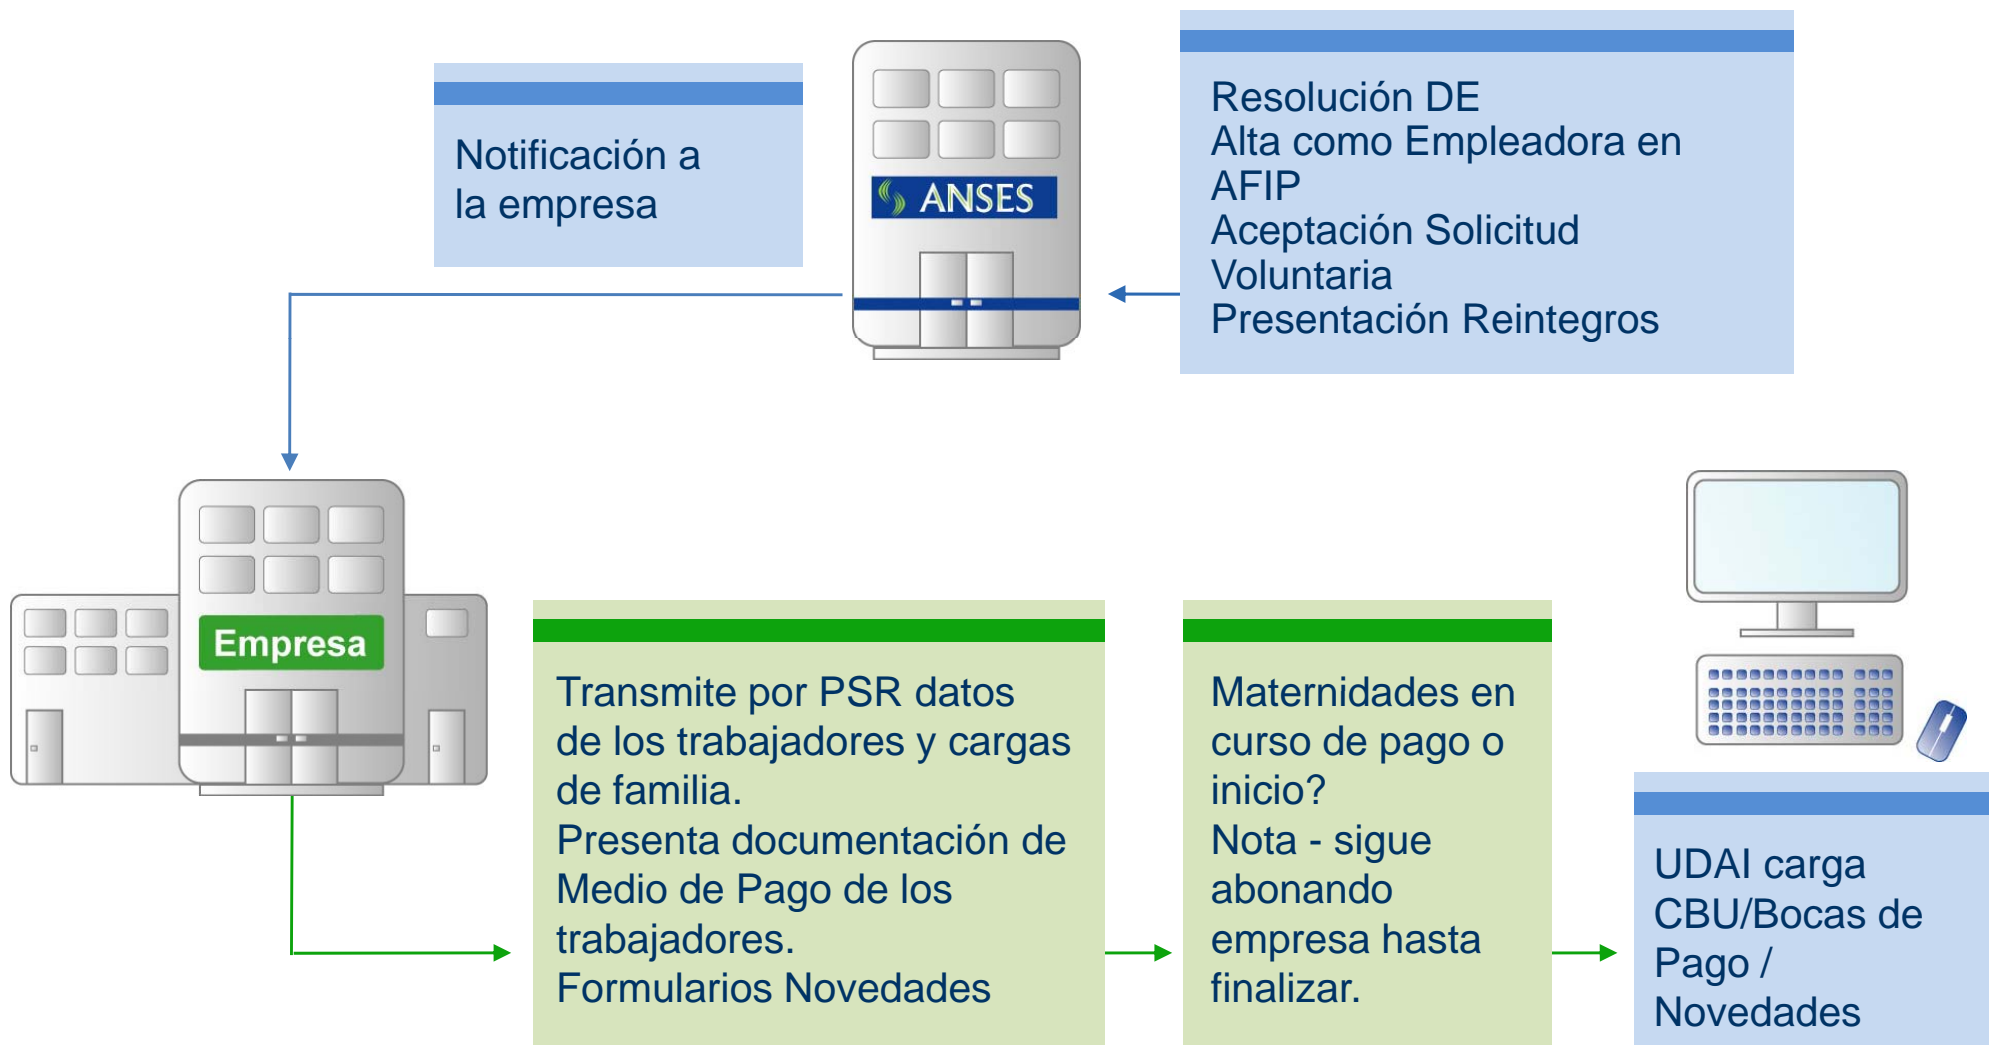 Notificación a
la empresa
ANSES
Resolución DE
Alta como Empleadora en
AFIP
Aceptación Solicitud
Voluntaria
Presentación Reintegros
Empresa
Transmite por PSR datos
de los trabajadores y cargas
de familia.
Presenta documentación de
Medio de Pago de los
trabajadores.
Formularios Novedades
Maternidades en
curso de pago o
inicio?
Nota - sigue
abonando
empresa hasta
finalizar.
UDAI carga
CBU/Bocas de
Pago /
Novedades